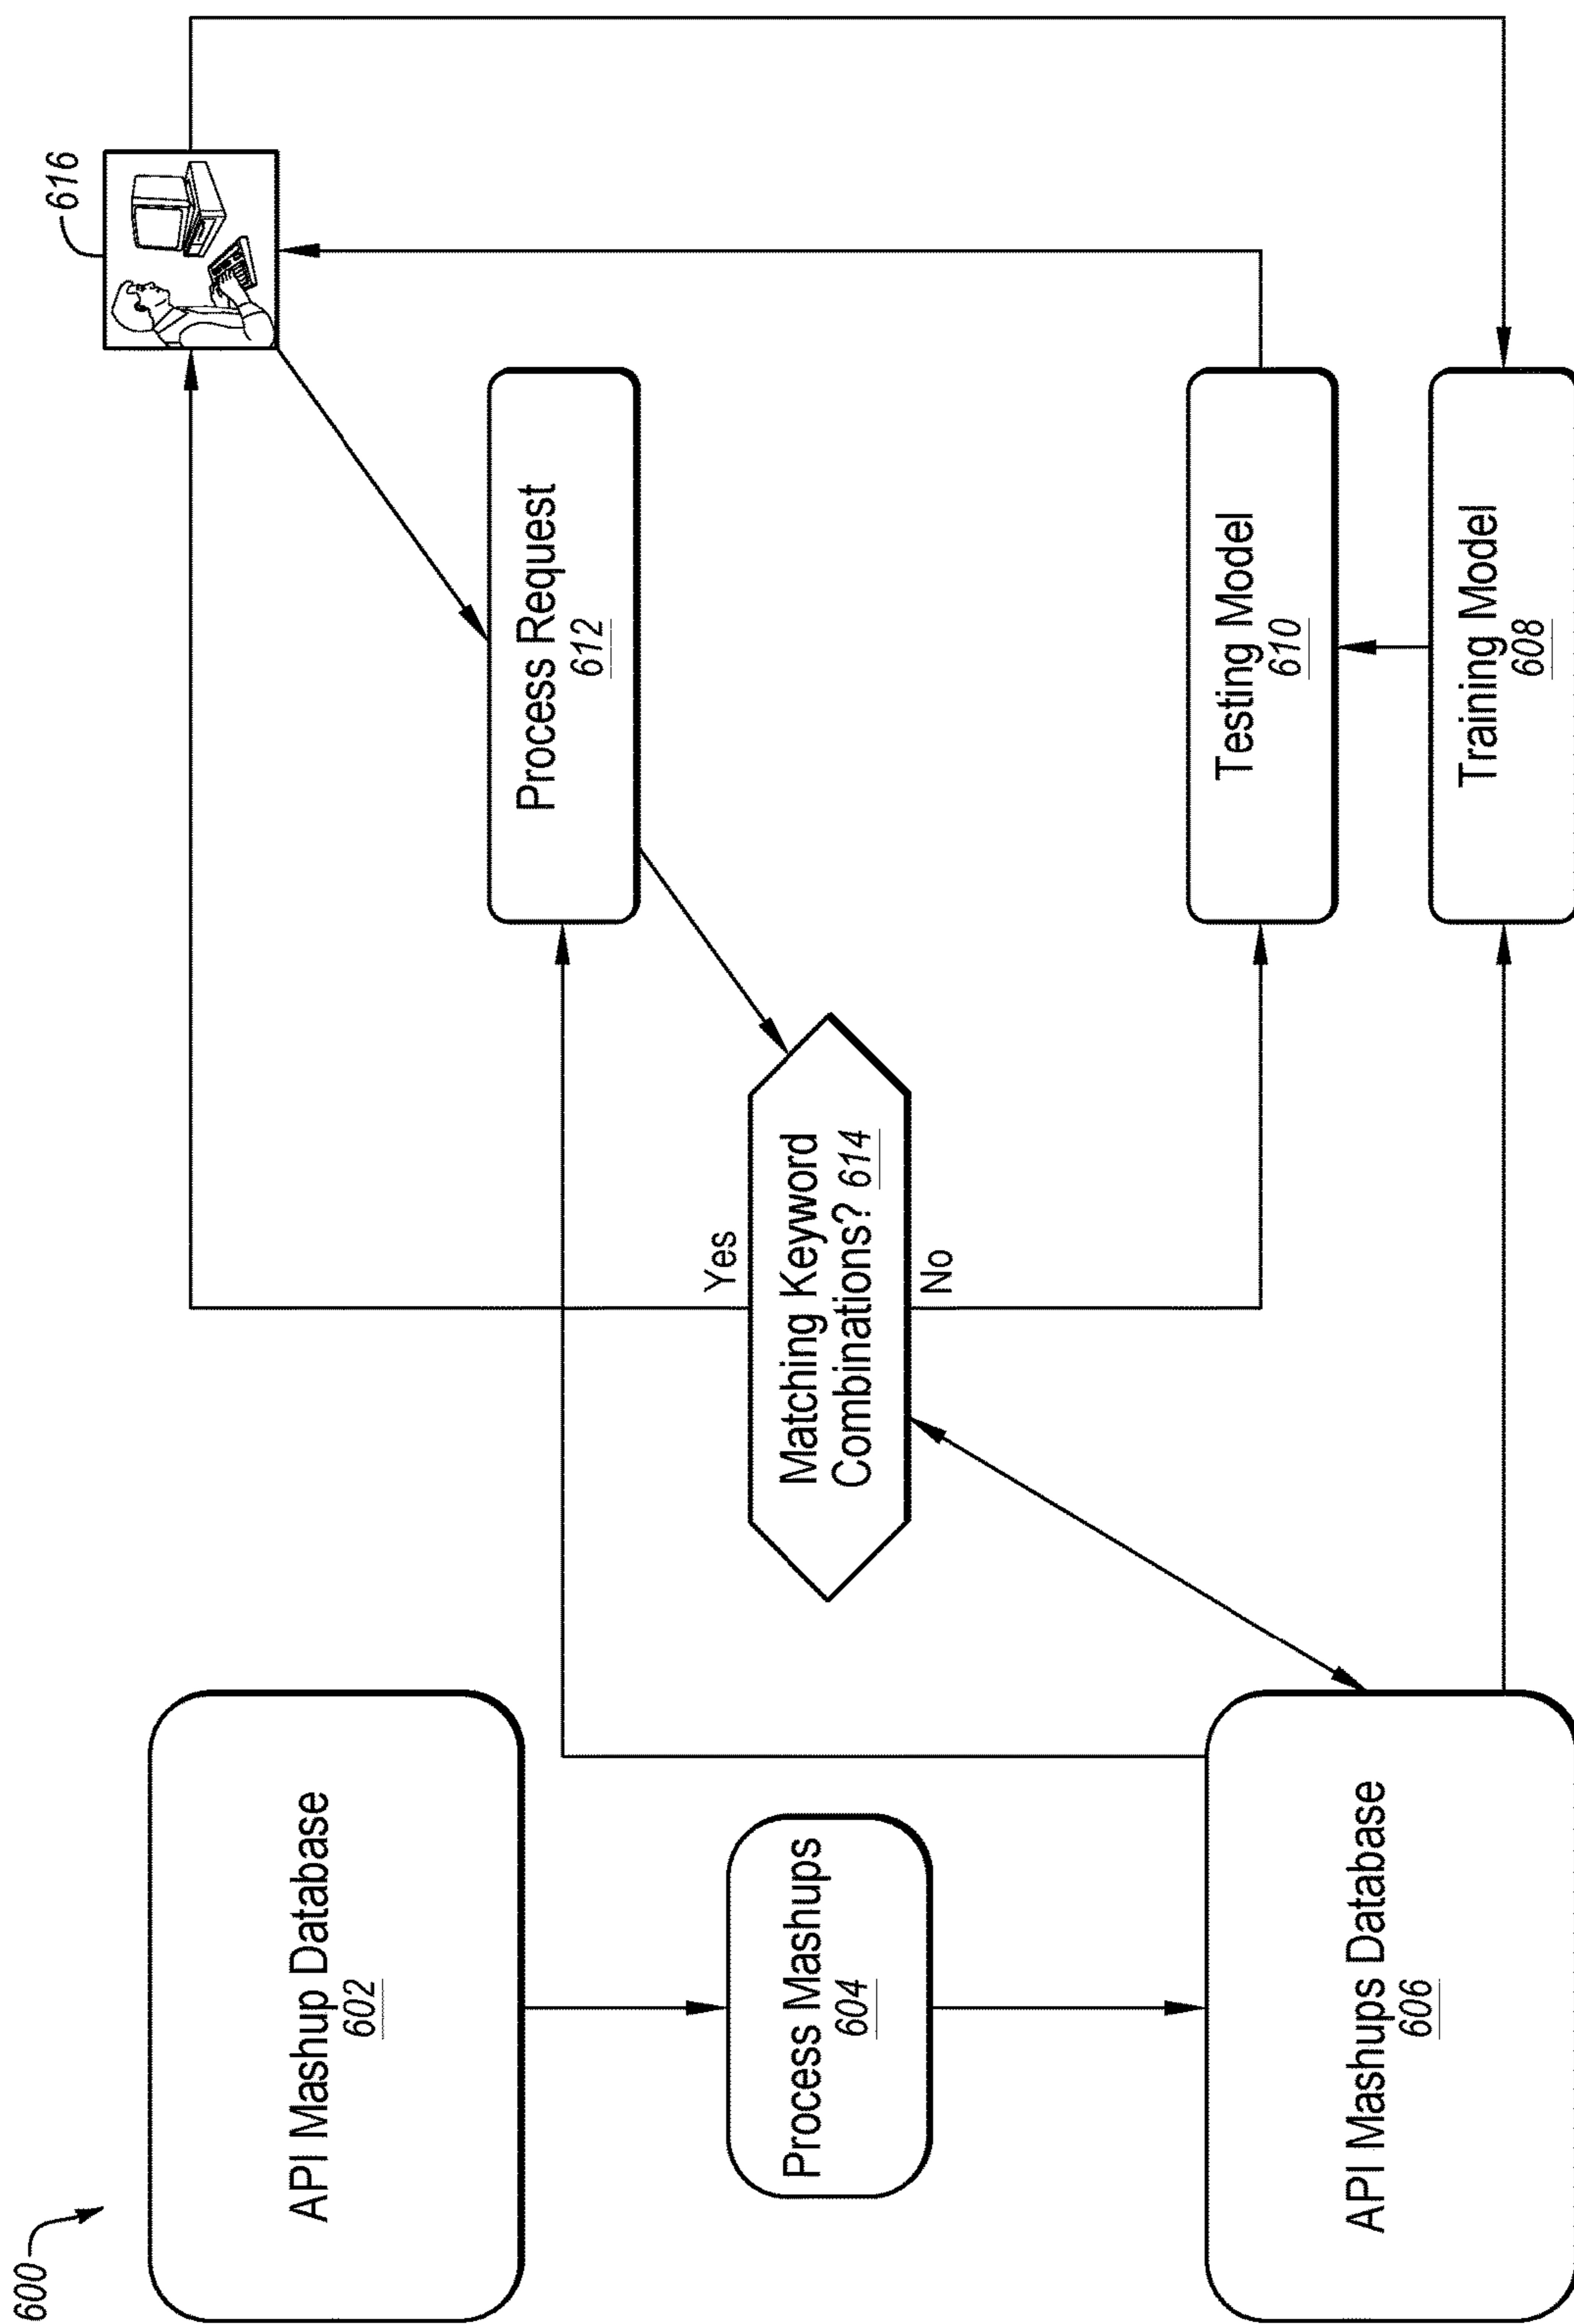 600
API Mashup Database
602
Process Mashups
604
API Mashups Database
606
616
Process Request
612
Yes
Matching Keyword
Combinations? 614
No
Testing Model
610
Training Model
608